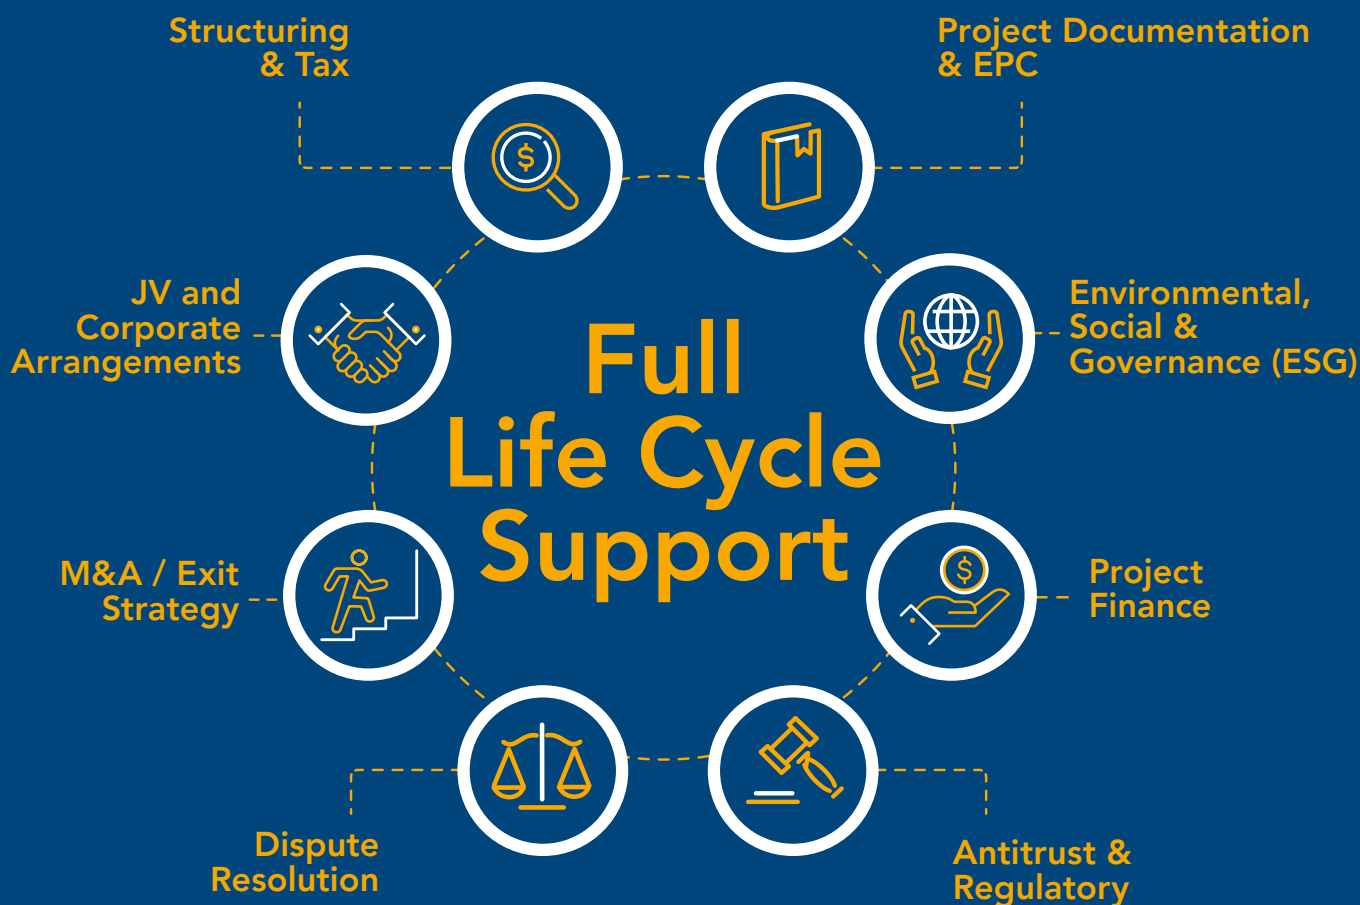 Structuring
& Tax
Project Documentation
& EPC
JV and
Corporate
Arrangements
Environmental,
Social &
Governance (ESG)
Full
Life Cycle
Support
M&A / Exit
Strategy
Project
Finance
Dispute
Resolution
Antitrust &
Regulatory
$
$